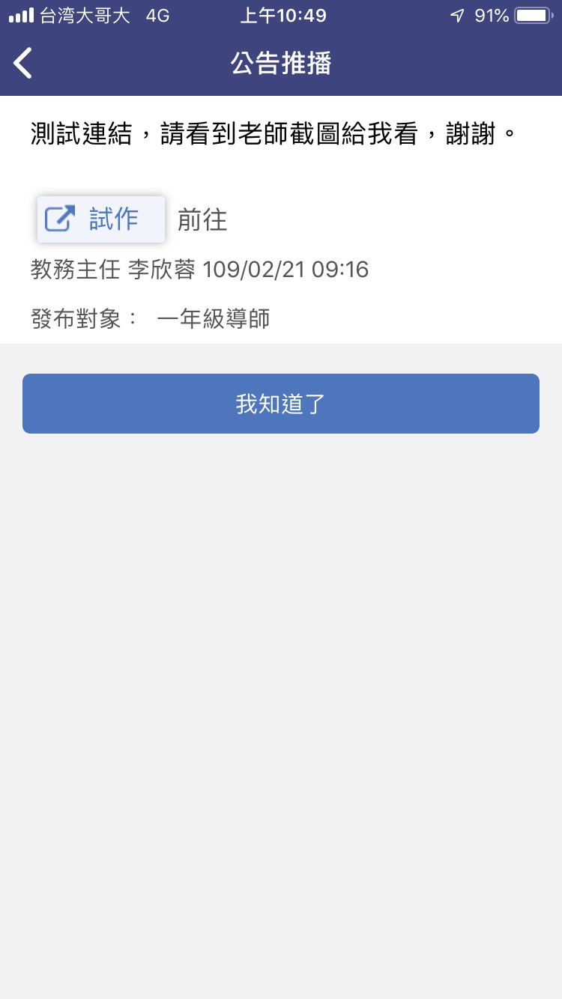 台湾大哥大 4G 上午10:49 91%
公告推播
測試連結，請看到老師截圖給我看，謝謝。
試作 前往
教務主任 李欣蓉 109/02/21 09:16
發布對象： 一年級導師
我知道了